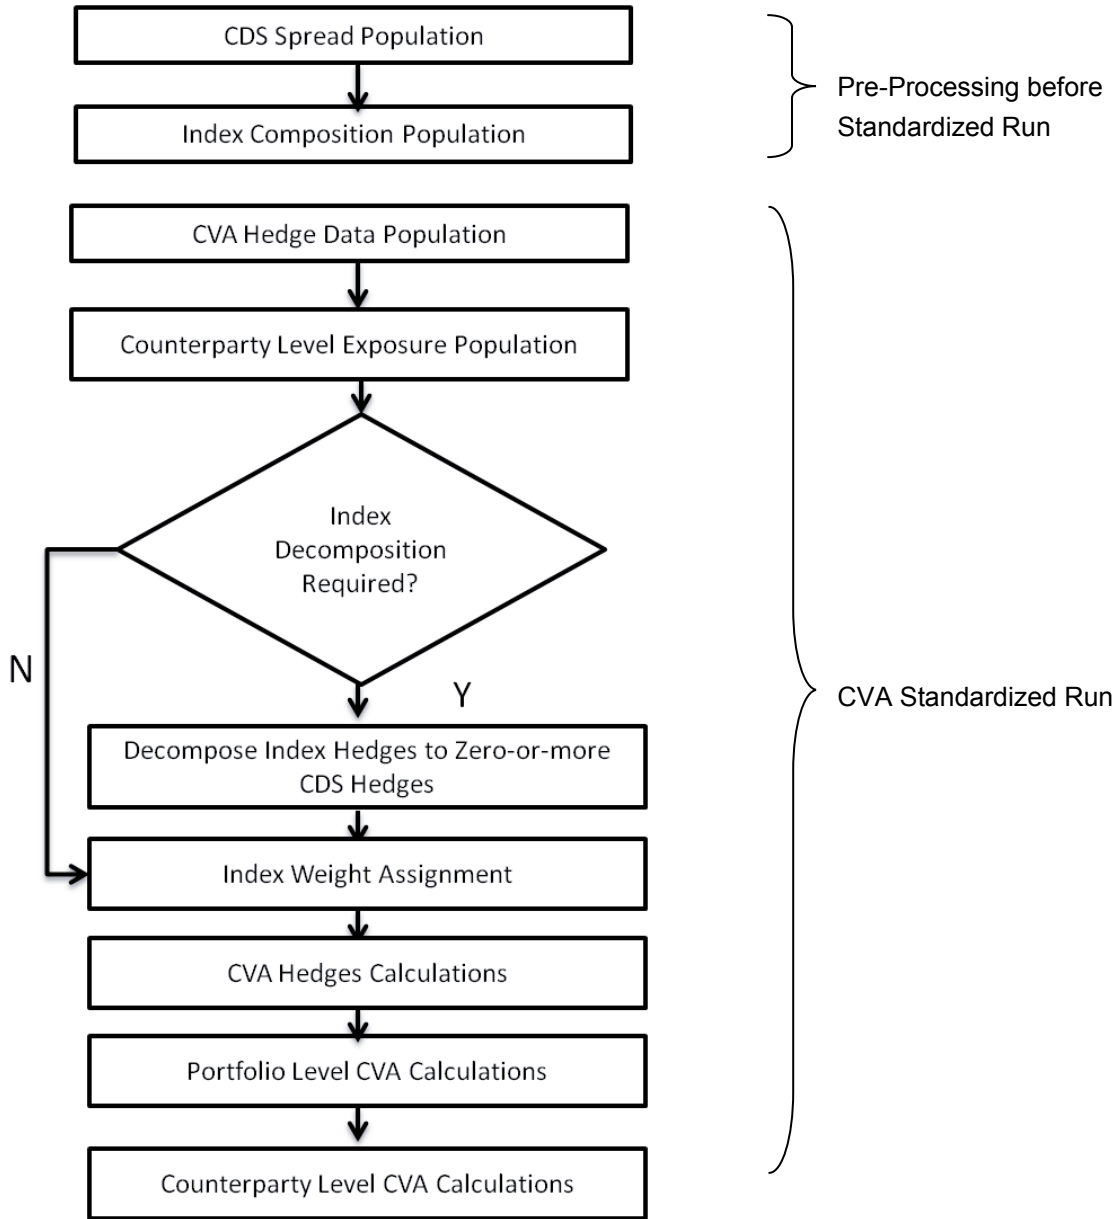 CDS Spread Population
Index Composition Population
Pre-Processing before
Standardized Run
CVA Hedge Data Population
Counterparty Level Exposure Population
Index
Decomposition
Required?
N
Y
CVA Standardized Run
Decompose Index Hedges to Zero-or-more
CDS Hedges
Index Weight Assignment
CVA Hedges Calculations
Portfolio Level CVA Calculations
Counterparty Level CVA Calculations